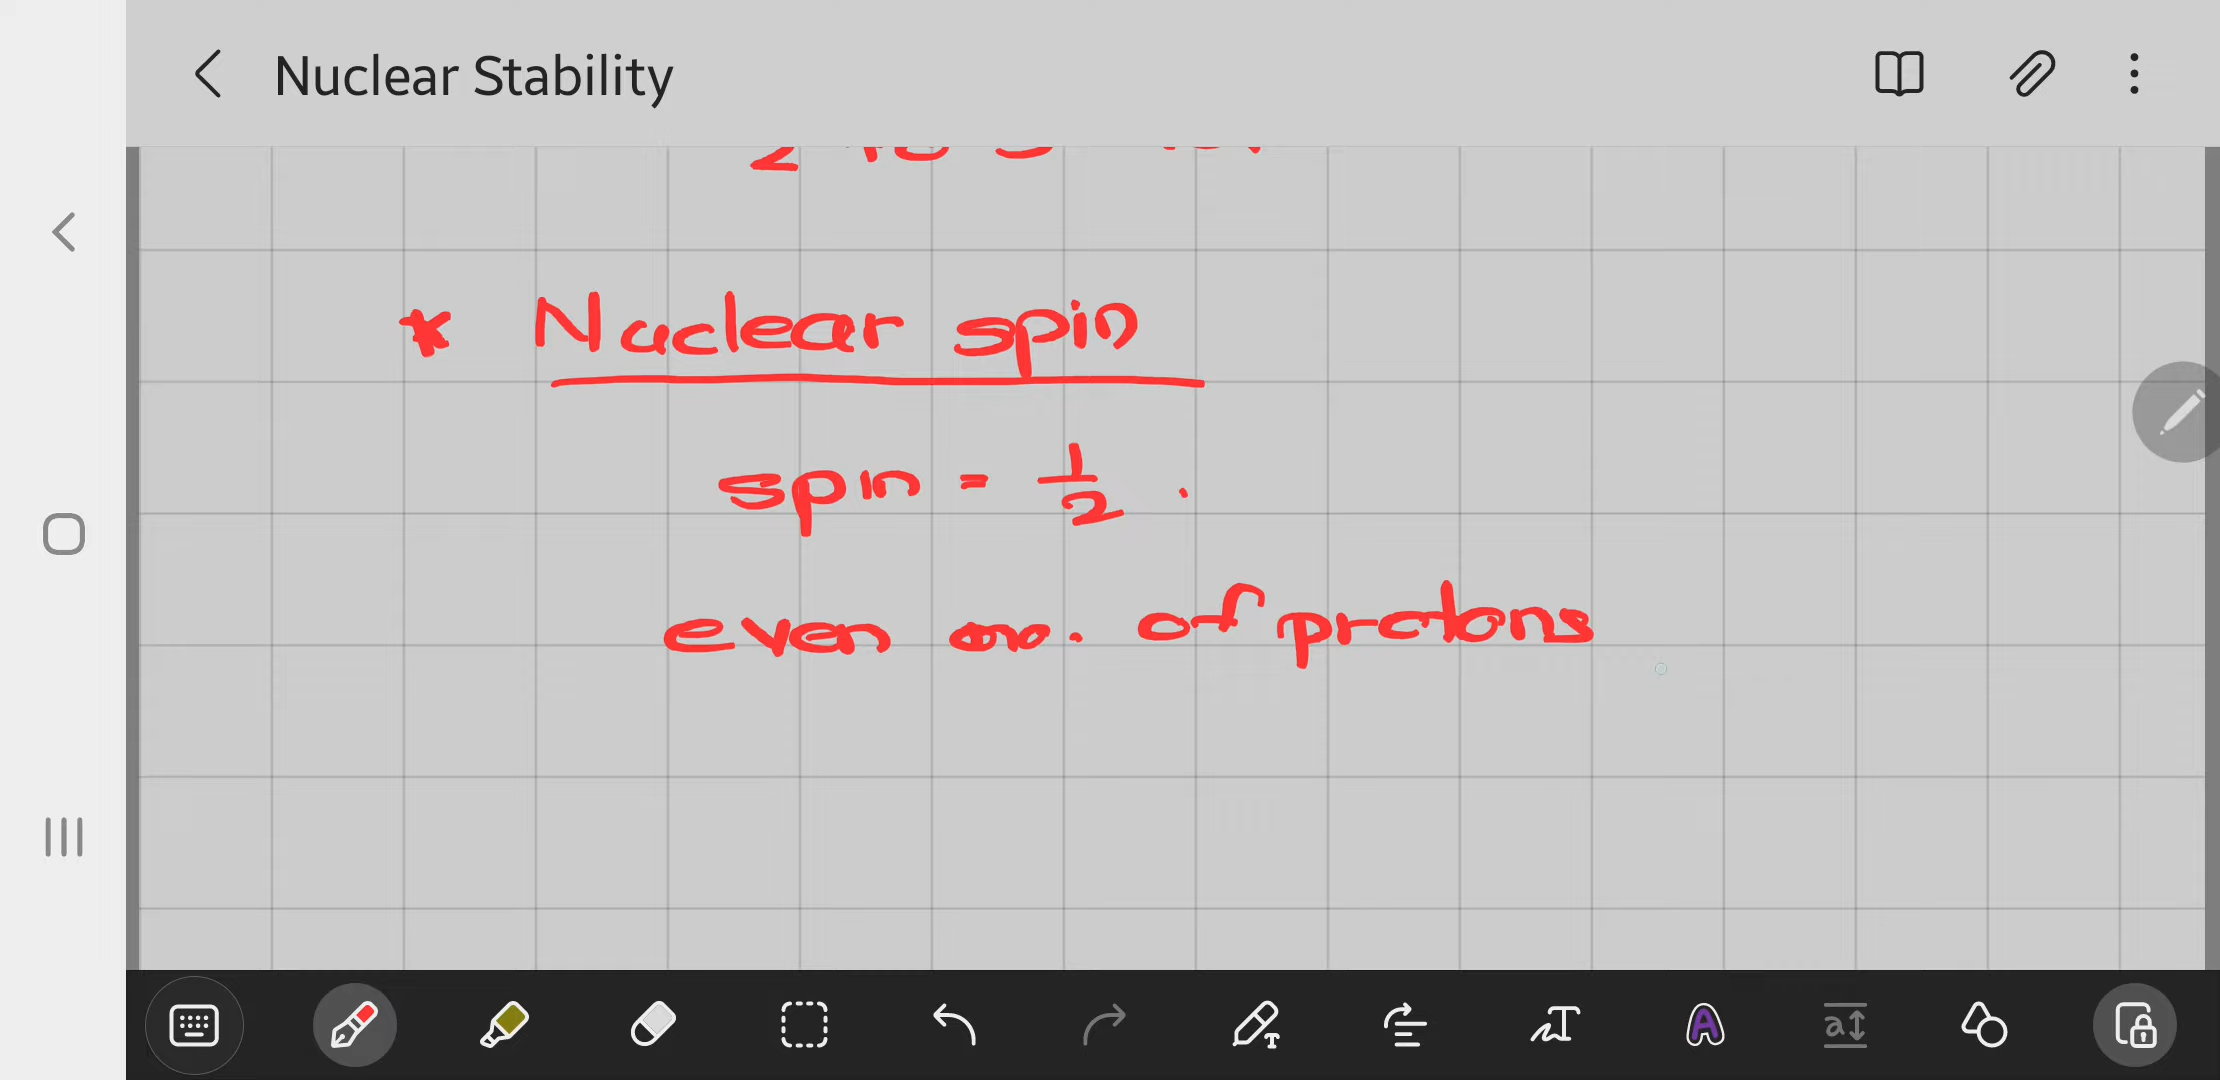 Nuclear Stability
* Nuclear spin
spin = 1/2 .
even no. of protons